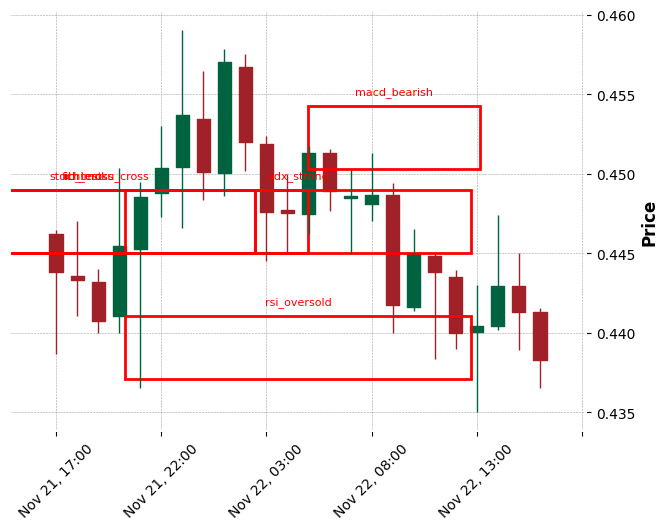 0.460
0.455
macd_bearish
0.450
adx_strong
0.445
rsi_oversold
0.440
0.435
Price
Nov 21, 17:00
Nov 21, 22:00
Nov 22, 03:00
Nov 22, 08:00
Nov 22, 13:00